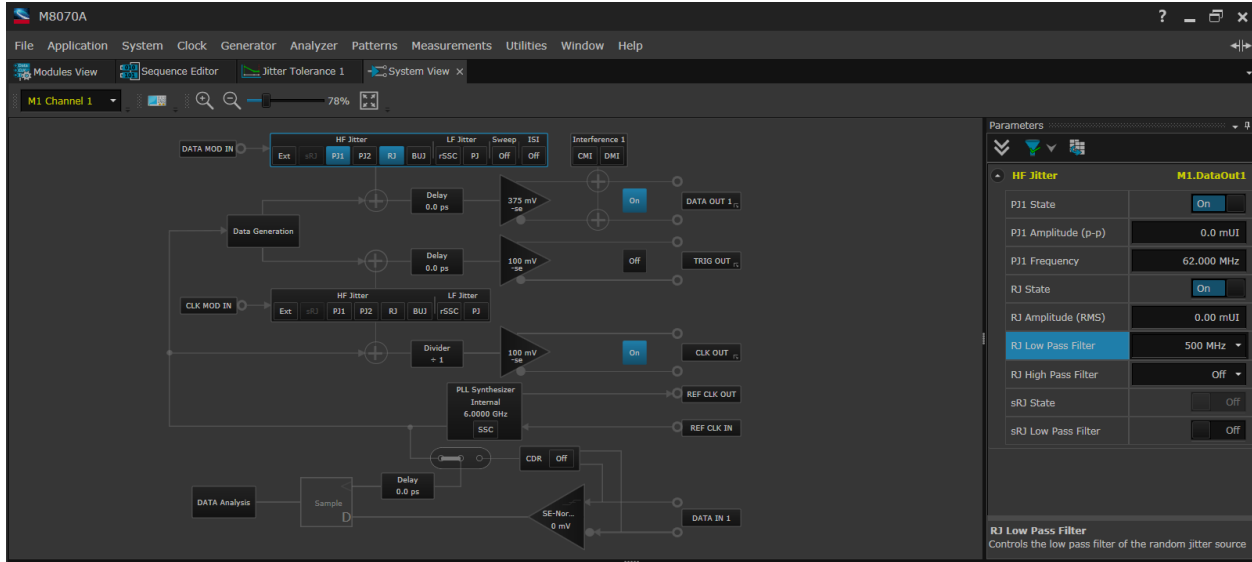 M8070A
? _ ×
File Application System Clock Generator Analyzer Patterns Measurements Utilities Window Help
Modules View Sequence Editor Jitter Tolerance 1 System View ×
M1 Channel 1 78%
Parameters
HF Jitter LF Jitter Sweep ISI Interference 1
DATA MOD IN Ext sRJ PJ1 PJ2 RJ BUJ rSSC PJ Off Off CMI DMI
HF Jitter M1.DataOut1
PJ1 State On
PJ1 Amplitude (p-p) 0.0 mUI
PJ1 Frequency 62.000 MHz
RJ State On
RJ Amplitude (RMS) 0.00 mUI
RJ Low Pass Filter 500 MHz
RJ High Pass Filter Off
sRJ State Off
sRJ Low Pass Filter Off
Delay
0.0 ps
375 mV
-se
On
DATA OUT 1
Data Generation
Delay
0.0 ps
100 mV
-se
Off
TRIG OUT
HF Jitter LF Jitter
CLK MOD IN Ext sRJ PJ1 PJ2 RJ BUJ rSSC PJ
Divider
÷ 1
100 mV
-se
On
CLK OUT
PLL Synthesizer
Internal
6.0000 GHz
SSC
REF CLK OUT
REF CLK IN
CDR Off
Delay
0.0 ps
DATA Analysis
Sample
D
SE-Nor...
0 mV
DATA IN 1
RJ Low Pass Filter
Controls the low pass filter of the random jitter source